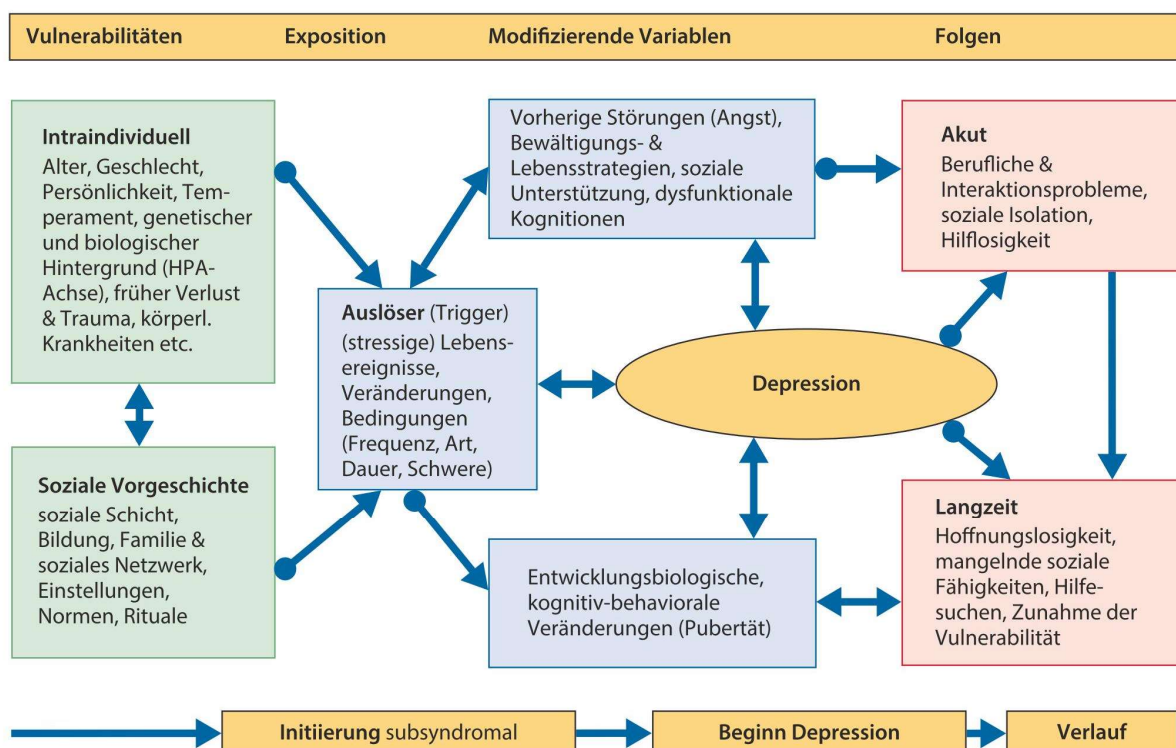 Vulnerabilitäten
Exposition
Modifizierende Variablen
Folgen
Intraindividuell
Alter, Geschlecht,
Persönlichkeit, Tem-
perament, genetischer
und biologischer
Hintergrund (HPA-
Achse), früher Verlust
& Trauma, körperl.
Krankheiten etc.
Soziale Vorgeschichte
soziale Schicht,
Bildung, Familie &
soziales Netzwerk,
Einstellungen,
Normen, Rituale
Auslöser (Trigger)
(stressige) Lebens-
ereignisse,
Veränderungen,
Bedingungen
(Frequenz, Art,
Dauer, Schwere)
Vorherige Störungen (Angst),
Bewältigungs- &
Lebensstrategien, soziale
Unterstützung, dysfunktionale
Kognitionen
Depression
Entwicklungsbiologische,
kognitiv-behaviorale
Veränderungen (Pubertät)
Akut
Berufliche &
Interaktionsprobleme,
soziale Isolation,
Hilflosigkeit
Langzeit
Hoffnungslosigkeit,
mangelnde soziale
Fähigkeiten, Hilfe-
suchen, Zunahme der
Vulnerabilität
Initiierung subsyndromal
Beginn Depression
Verlauf